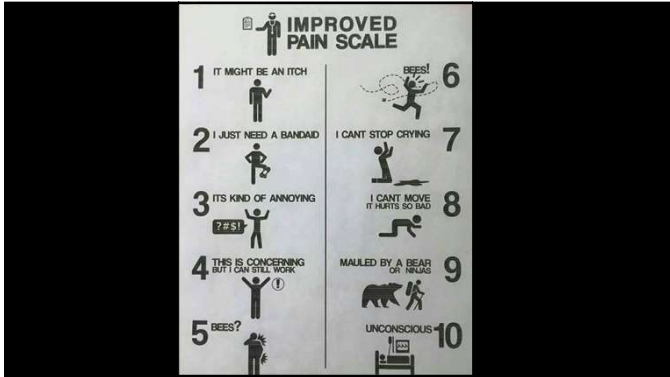 IMPROVED
PAIN SCALE
1 IT MIGHT BE AN ITCH
2 I JUST NEED A BANDAID
3 ITS KIND OF ANNOYING
?#$!
4 THIS IS CONCERNING
BUT I CAN STILL WORK
!
5 BEES?
BEES! 6
I CANT STOP CRYING 7
I CANT MOVE 8
IT HURTS SO BAD
MAULED BY A BEAR 9
OR NINJAS
UNCONSCIOUS 10